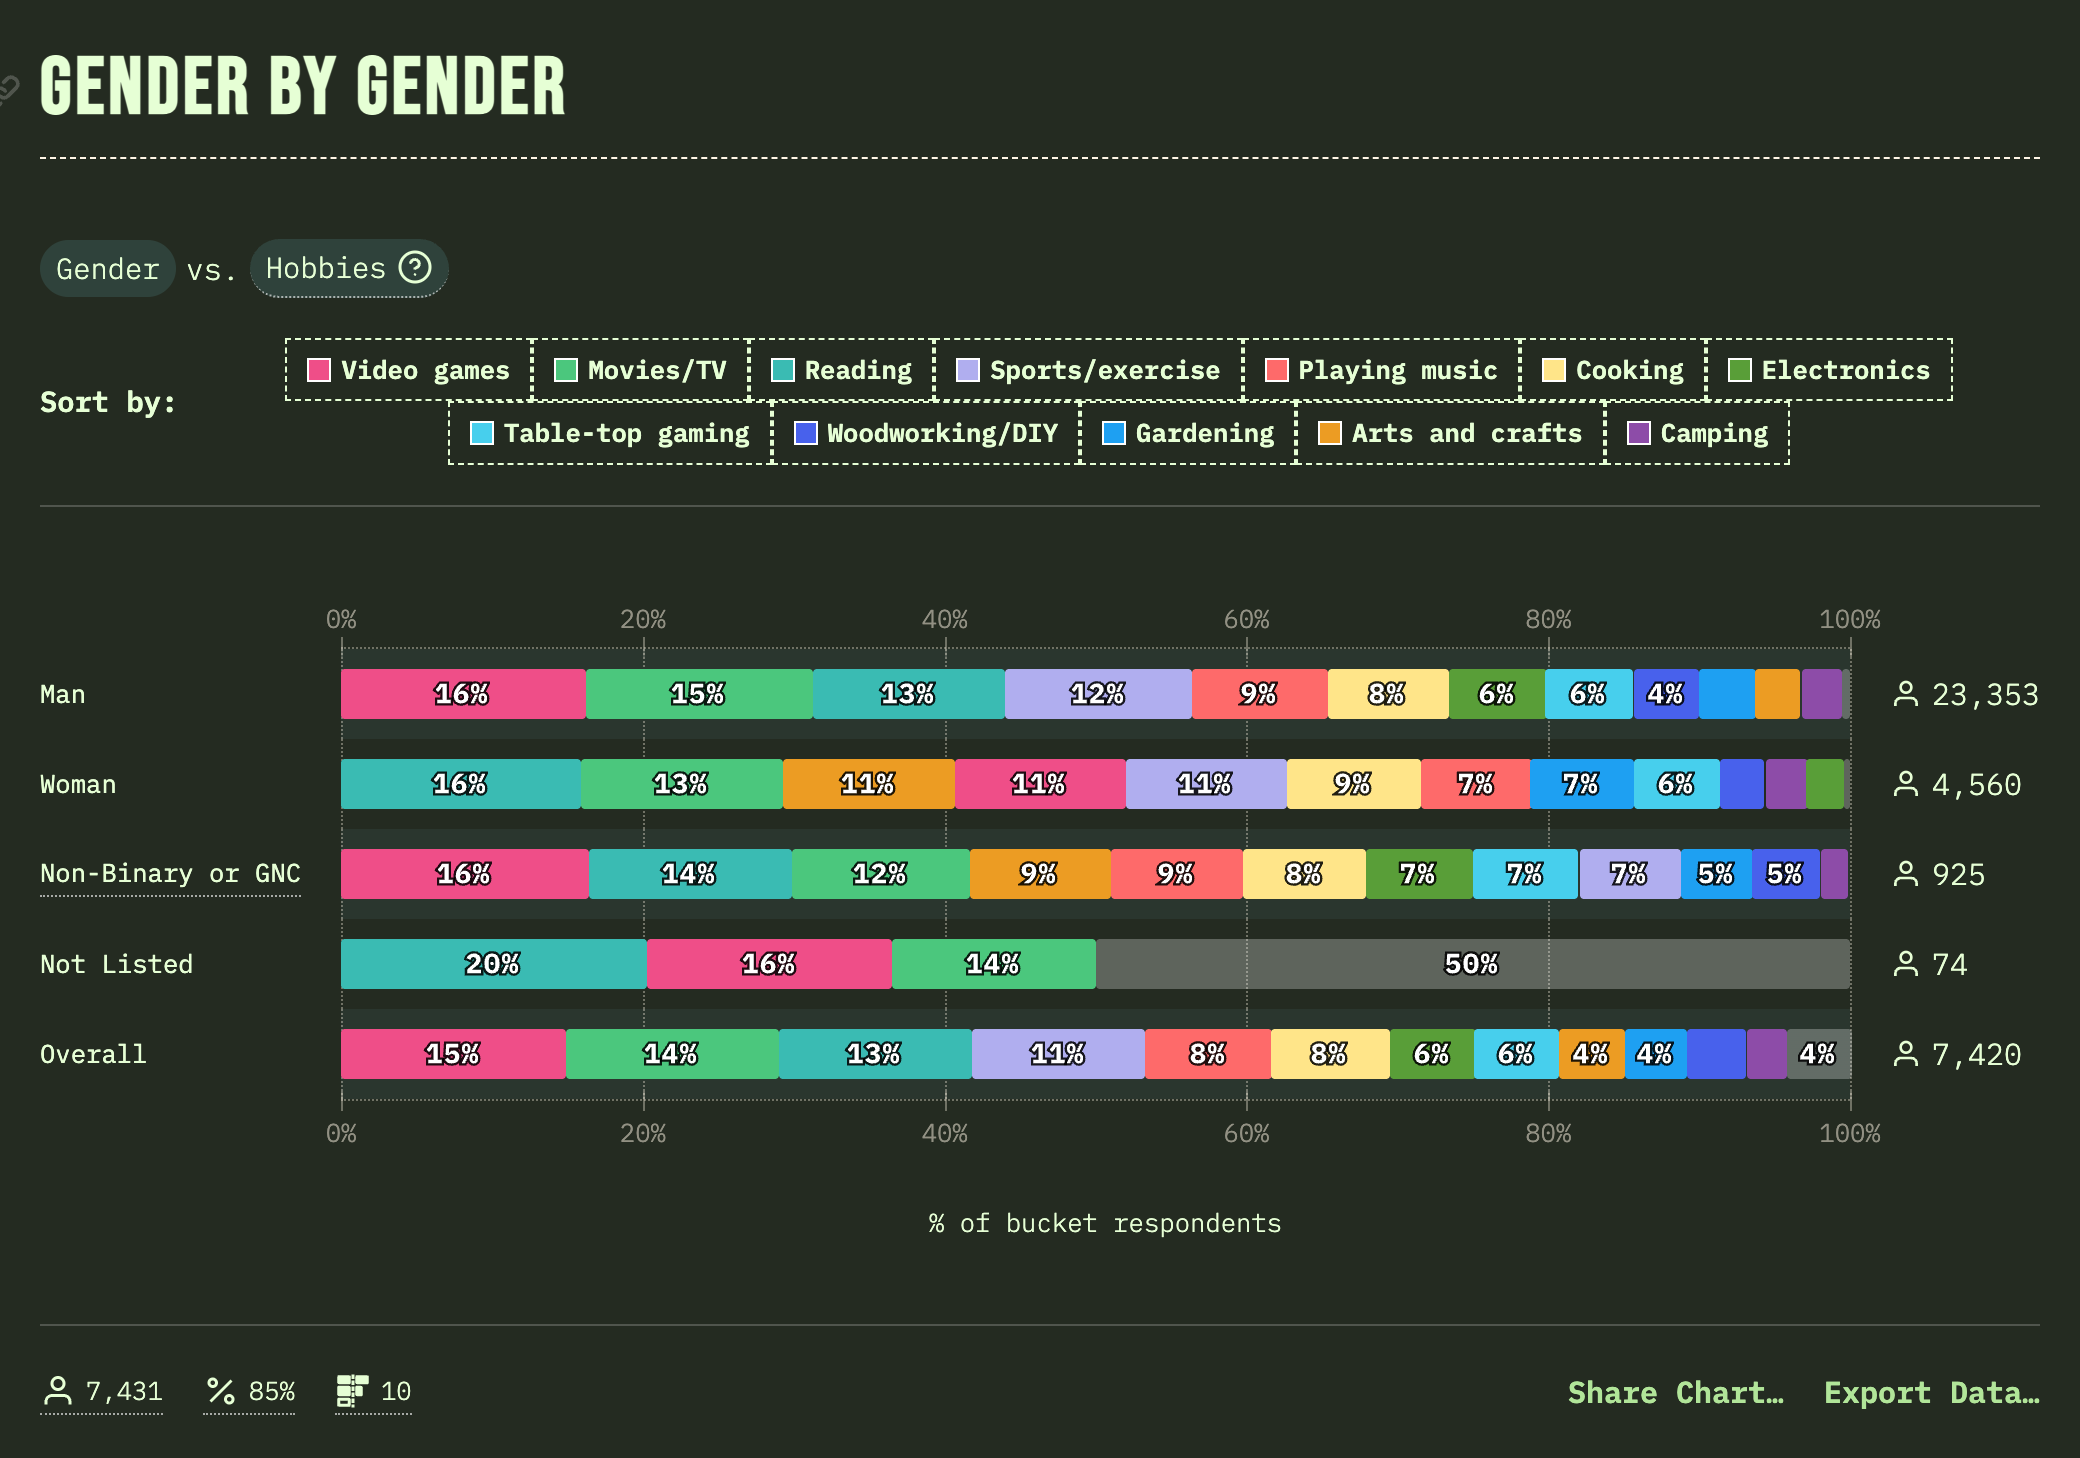 GENDER BY GENDER
Gender vs. Hobbies ?
Sort by:
Video games Movies/TV Reading Sports/exercise Playing music Cooking Electronics
Table-top gaming Woodworking/DIY Gardening Arts and crafts Camping
0% 20% 40% 60% 80% 100%
Man 16% 15% 13% 12% 9% 8% 6% 6% 4% 23,353
Woman 16% 13% 11% 11% 11% 9% 7% 7% 6% 4,560
Non-Binary or GNC 16% 14% 12% 9% 9% 8% 7% 7% 7% 5% 5% 925
Not Listed 20% 16% 14% 50% 74
Overall 15% 14% 13% 11% 8% 8% 6% 6% 4% 4% 4% 7,420
0% 20% 40% 60% 80% 100%
% of bucket respondents
7,431 % 85% 10 Share Chart… Export Data…